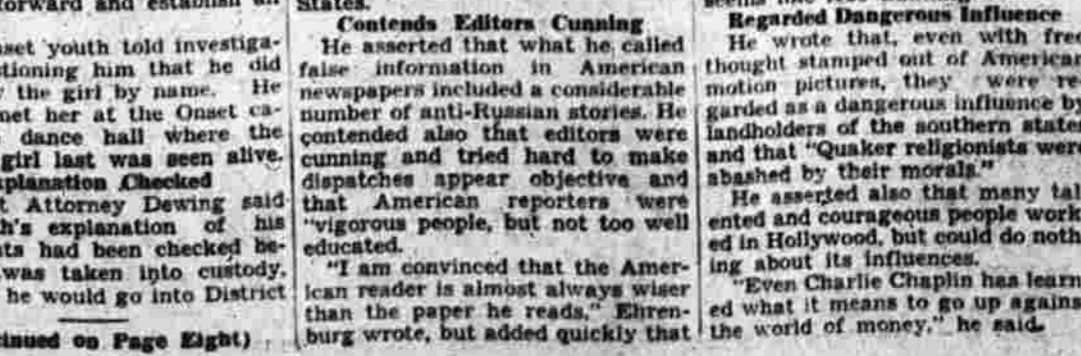 forward and establish an
set youth told investiga-
tioning him that he did
the girl by name. He
met her at the Onset ca-
dance hall where the
girl last was seen alive.
xplanation Checked
t Attorney Dewing said
h's explanation of his
ts had been checked be-
was taken into custody.
he would go into District
tinued on Page Eight)
States.
Contends Editors Cunning
He asserted that what he called
false information in American
newspapers included a considerable
number of anti-Russian stories. He
contended also that editors were
cunning and tried hard to make
dispatches appear objective and
that American reporters were
"vigorous people, but not too well
educated.
"I am convinced that the Amer-
ican reader is almost always wiser
than the paper he reads," Ehren-
burg wrote, but added quickly that
Regarded Dangerous Influence
He wrote that, even with free
thought stamped out of American
motion pictures, they were re-
garded as a dangerous influence by
landholders of the southern states
and that "Quaker religionists were
abashed by their morals."
He asserted also that many tal-
ented and courageous people work-
ed in Hollywood, but could do noth-
ing about its influences.
"Even Charlie Chaplin has learn-
ed what it means to go up against
the world of money," he said.